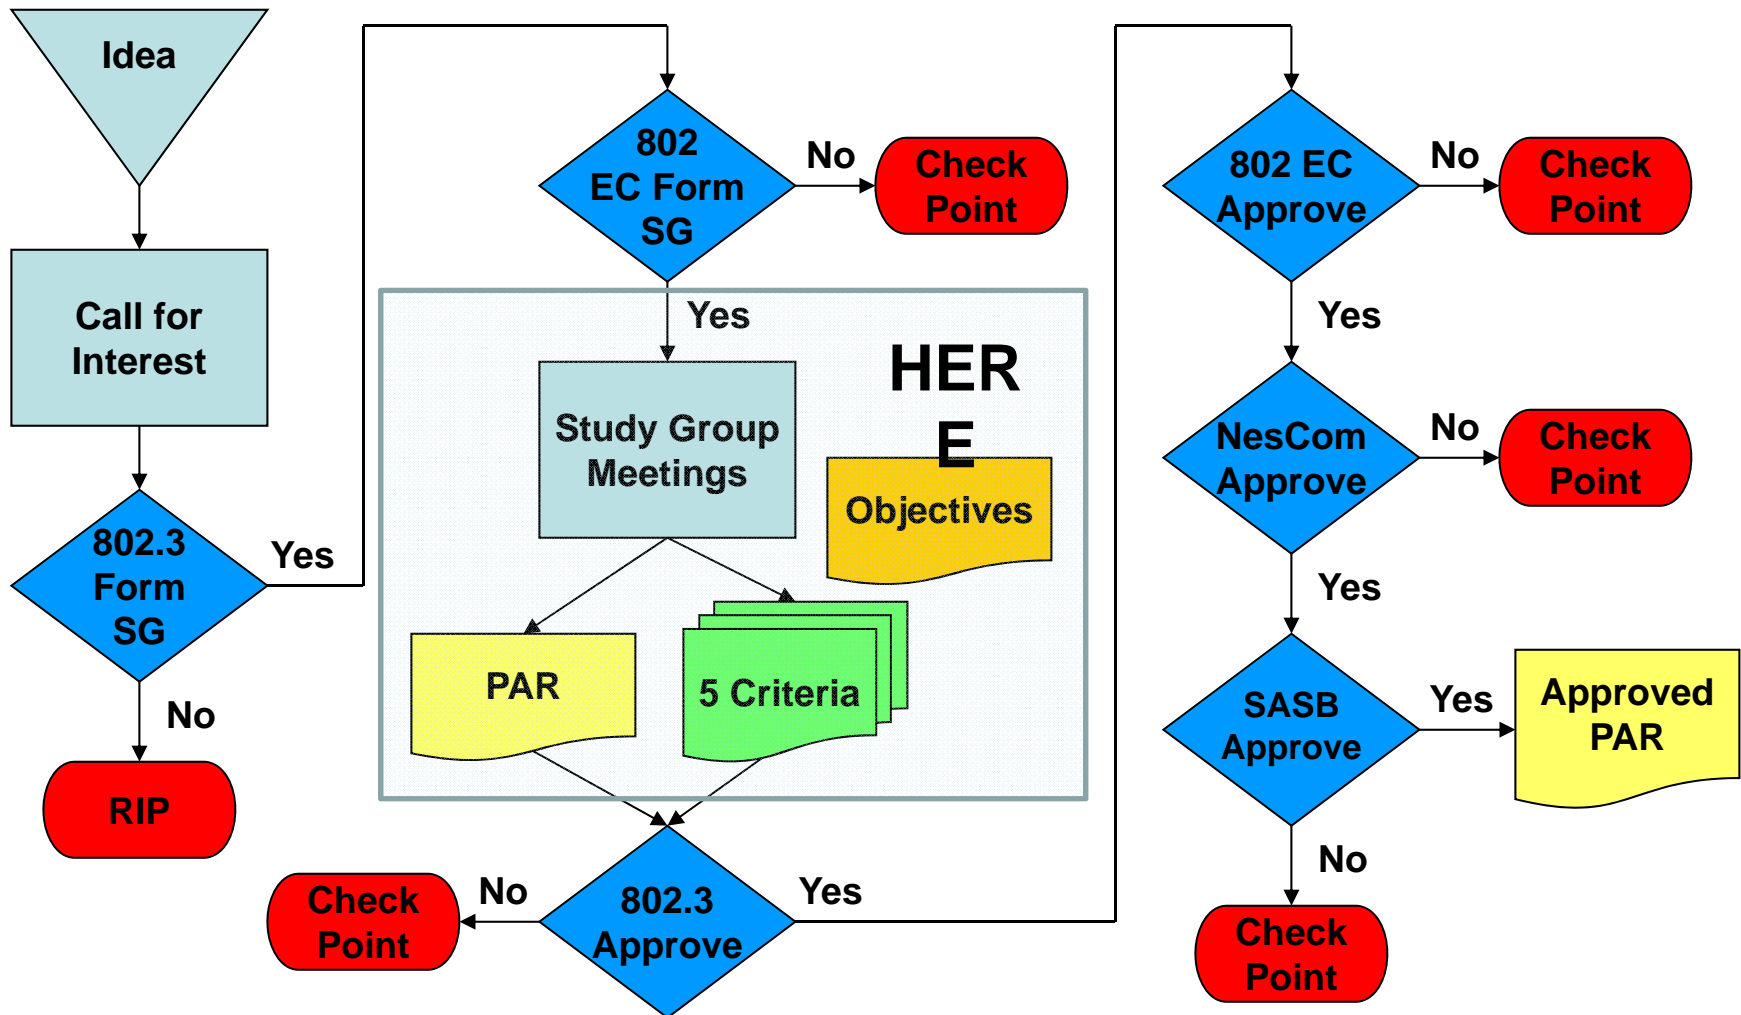 Idea
Call for
Interest
802.3
Form
SG
Yes
No
RIP
802
EC Form
SG
No
Check
Point
Yes
HER
E
Study Group
Meetings
Objectives
PAR
5 Criteria
802.3
Approve
No
Check
Point
Yes
802 EC
Approve
No
Check
Point
Yes
NesCom
Approve
No
Check
Point
Yes
SASB
Approve
Yes
Approved
PAR
No
Check
Point